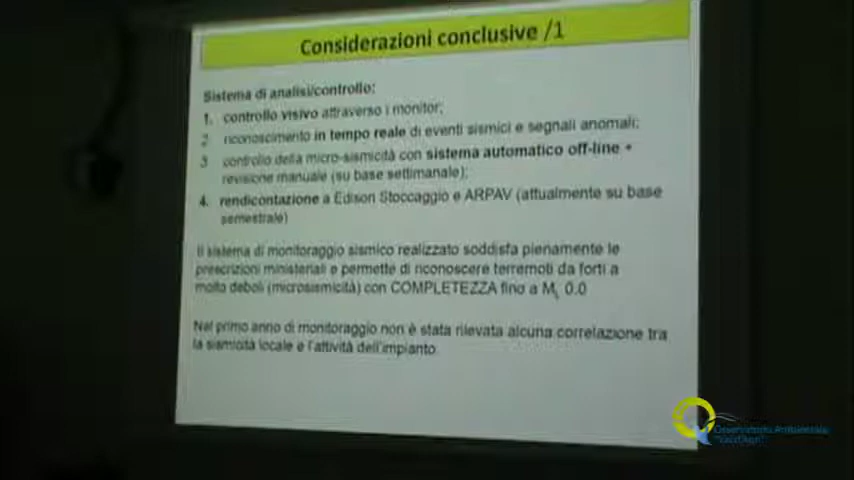 Considerazioni conclusive /1
Sistema di analisi/controllo:
1. controllo visivo attraverso i monitor;
2 riconoscimento in tempo reale di eventi sismici e segnali anomali;
3 controllo della micro-sismicità con sistema automatico off-line +
revisione manuale (su base settimanale);
4. rendicontazione a Edison Stoccaggio e ARPAV (attualmente su base
semestrale)
Il sistema di monitoraggio sismico realizzato soddisfa pienamente le
prescrizioni ministeriali e permette di riconoscere terremoti da forti a
molto deboli (microsismicità) con COMPLETEZZA fino a ML 0.0
Nel primo anno di monitoraggio non è stata rilevata alcuna correlazione tra
la sismicità locale e l'attività dell'impianto.
Osservatorio Ambientale